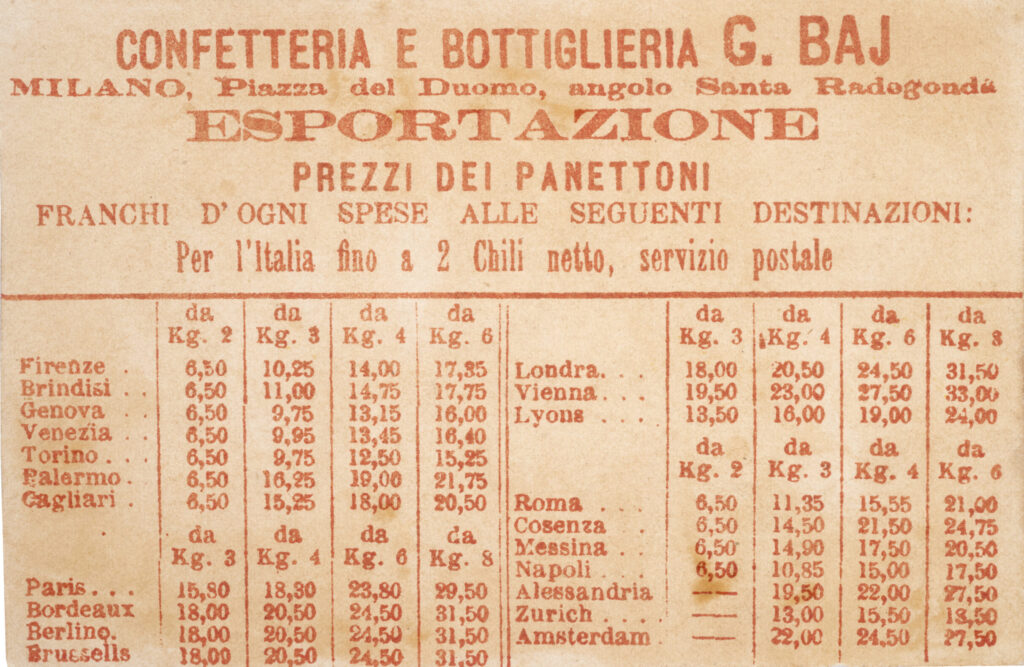 CONFETTERIA E BOTTIGLIERIA G. BAJ
MILANO, Piazza del Duomo, angolo Santa Radegonda
ESPORTAZIONE
PREZZI DEI PANETTONI
FRANCHI D'OGNI SPESE ALLE SEGUENTI DESTINAZIONI:
Per l'Italia fino a 2 Chili netto, servizio postale
da da da da
Kg. 2 Kg. 3 Kg. 4 Kg. 6
Firenze . 6,50 10,25 14,00 17,35
Brindisi . . 6,50 11,00 14,75 17,75
Genova . . 6,50 9,75 13,15 16,00
Venezia . . 6,50 9,95 13,45 16,40
Torino . . . 6,50 9,75 12,50 15,25
Palermo . 6,50 16,25 19,00 21,75
Cagliari . 6,50 15,25 18,00 20,50
da da da da
Kg. 3 Kg. 4 Kg. 6 Kg. 8
Paris . . . 15,80 18,30 23,80 29,50
Bordeaux 18,00 20,50 24,50 31,50
Berlino. 18,00 20,50 24,50 31,50
Brussells 18,00 20,50 24,50 31,50
da da da da
Kg. 3 Kg. 4 Kg. 6 Kg. 8
Londra. . . 18,00 20,50 24,50 31,50
Vienna. . . 19,50 23,00 27,50 33,00
Lyons . . 13,50 16,00 19,00 24,00
da da da da
Kg. 2 Kg. 3 Kg. 4 Kg. 6
Roma . . . 6,50 11,35 15,55 21,00
Cosenza . . 6,50 14,50 21,50 24,75
Messina . . 6,50 14,90 17,50 20,50
Napoli . . . 6,50 10,85 15,00 17,50
Alessandria — 19,50 22,00 27,50
Zurich . . . — 13,00 15,50 18,50
Amsterdam . — 22,00 24,50 27,50